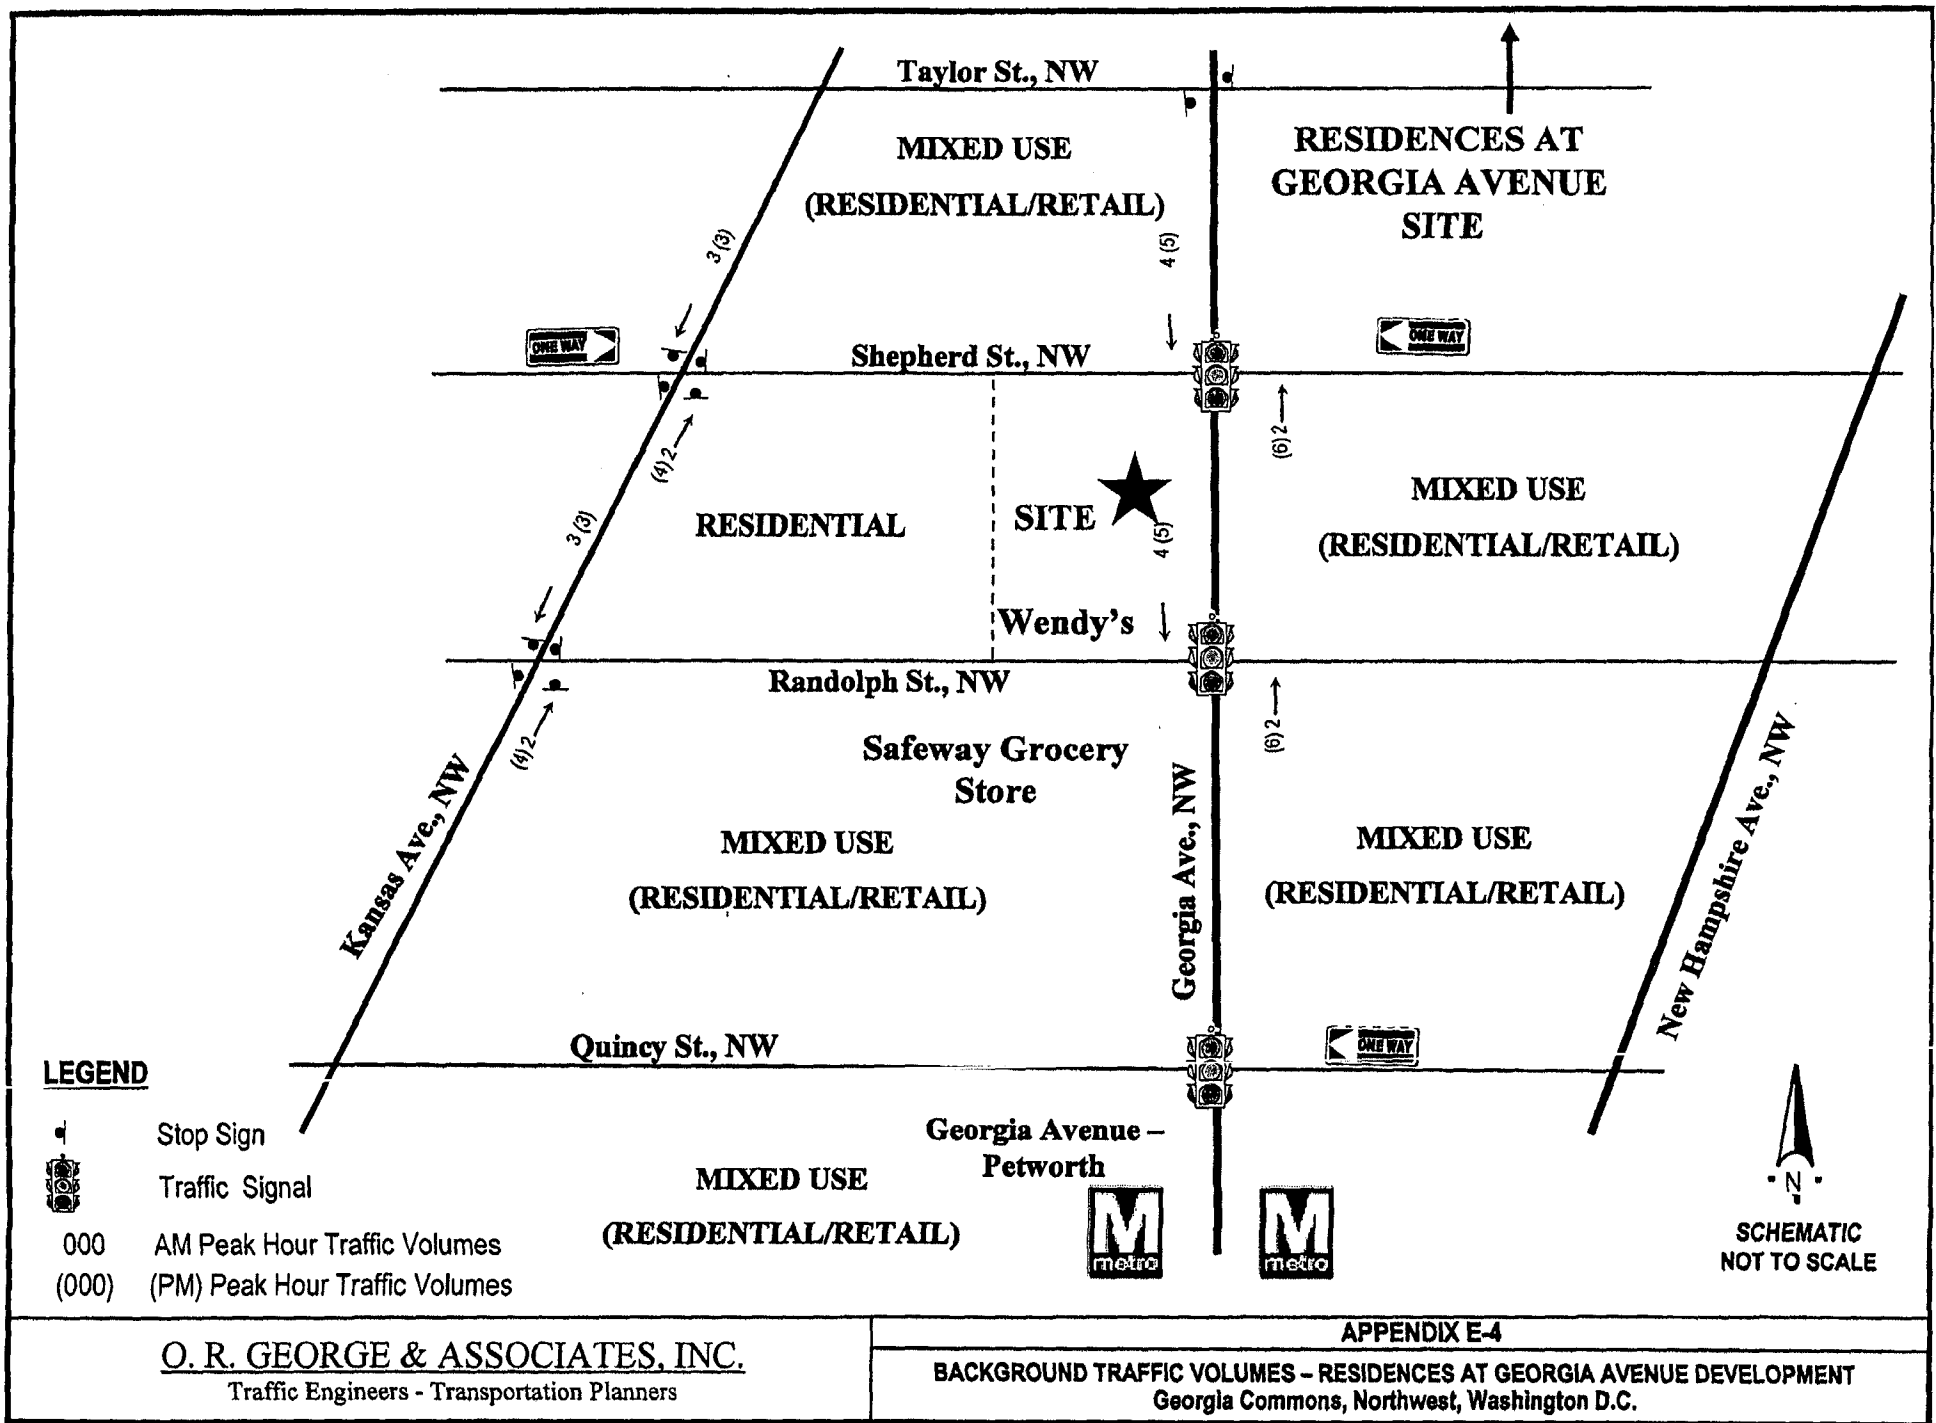 Taylor St., NW
MIXED USE
(RESIDENTIAL/RETAIL)
RESIDENCES AT
GEORGIA AVENUE
SITE
3 (3)
4 (5)
ONE WAY
Shepherd St., NW
ONE WAY
(4) 2
(6) 2
3 (3)
RESIDENTIAL
SITE
4 (5)
MIXED USE
(RESIDENTIAL/RETAIL)
Wendy's
Randolph St., NW
(4) 2
(6) 2
Safeway Grocery
Store
Kansas Ave., NW
Georgia Ave., NW
New Hampshire Ave., NW
MIXED USE
(RESIDENTIAL/RETAIL)
MIXED USE
(RESIDENTIAL/RETAIL)
Quincy St., NW
ONE WAY
Georgia Avenue –
Petworth
MIXED USE
(RESIDENTIAL/RETAIL)
M
metro
M
metro
LEGEND
Stop Sign
Traffic Signal
000 AM Peak Hour Traffic Volumes
(000) (PM) Peak Hour Traffic Volumes
N
SCHEMATIC
NOT TO SCALE
O. R. GEORGE & ASSOCIATES, INC.
Traffic Engineers - Transportation Planners
APPENDIX E-4
BACKGROUND TRAFFIC VOLUMES – RESIDENCES AT GEORGIA AVENUE DEVELOPMENT
Georgia Commons, Northwest, Washington D.C.